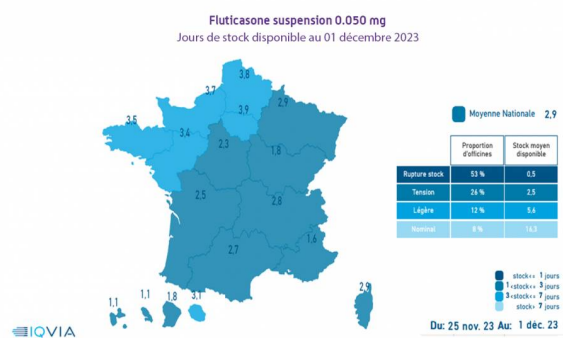 Fluticasone suspension 0.050 mg
Jours de stock disponible au 01 décembre 2023
3,8
3,7
2,9
3,9
3,5
3,4
2,3
1,8
2,5
2,8
1,6
2,7
2,9
1,1
1,1
1,8
3,1
Moyenne Nationale 2,9
Proportion d'officines
Stock moyen disponible
Rupture stock 53 % 0,5
Tension 26 % 2,5
Légère 12 % 5,6
Nominal 8 % 16,3
stock<= 1 jours
1 <stock<= 3 jours
3 <stock<= 7 jours
stock> 7 jours
Du: 25 nov. 23 Au: 1 déc. 23
IQVIA